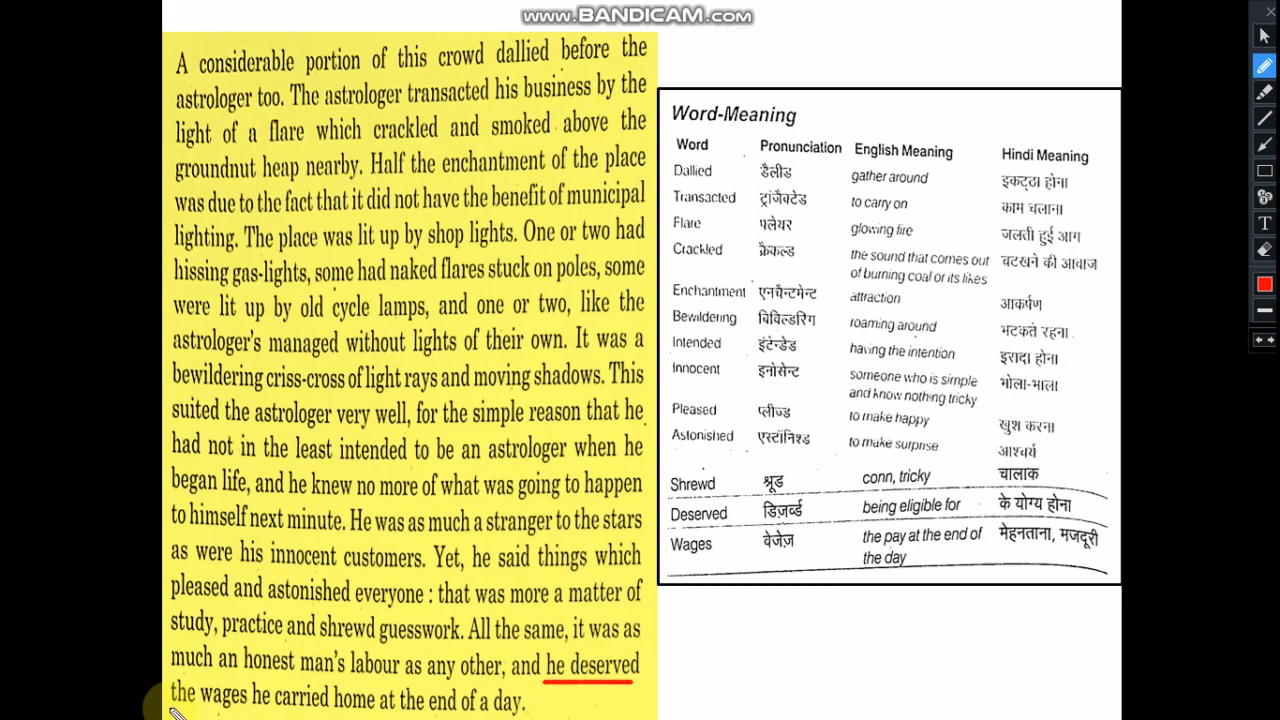 www.BANDICAM.com
A considerable portion of this crowd dallied before the
astrologer too. The astrologer transacted his business by the
light of a flare which crackled and smoked above the
groundnut heap nearby. Half the enchantment of the place
was due to the fact that it did not have the benefit of municipal
lighting. The place was lit up by shop lights. One or two had
hissing gas-lights, some had naked flares stuck on poles, some
were lit up by old cycle lamps, and one or two, like the
astrologer's managed without lights of their own. It was a
bewildering criss-cross of light rays and moving shadows. This
suited the astrologer very well, for the simple reason that he
had not in the least intended to be an astrologer when he
began life, and he knew no more of what was going to happen
to himself next minute. He was as much a stranger to the stars
as were his innocent customers. Yet, he said things which
pleased and astonished everyone : that was more a matter of
study, practice and shrewd guesswork. All the same, it was as
much an honest man's labour as any other, and he deserved
the wages he carried home at the end of a day.
Word-Meaning
Word Pronunciation English Meaning Hindi Meaning
Dallied डैलीड gather around इकट्ठा होना
Transacted ट्रांजैक्टेड to carry on काम चलाना
Flare फ्लेयर glowing fire जलती हुई आग
Crackled क्रैकल्ड the sound that comes out चटखने की आवाज
of burning coal or its likes
Enchantment एनचैन्टमेन्ट attraction आकर्षण
Bewildering बिविल्डरिंग roaming around भटकते रहना
Intended इंटेन्डेड having the intention इरादा होना
Innocent इनोसेन्ट someone who is simple भोला-भाला
and know nothing tricky
Pleased प्लीज्ड to make happy खुश करना
Astonished एस्टॉनिश्ड to make surprise आश्चर्य
Shrewd श्रूड conn, tricky चालाक
Deserved डिज़र्व्ड being eligible for के योग्य होना
Wages वेजेज़ the pay at the end of मेहनताना, मजदूरी
the day